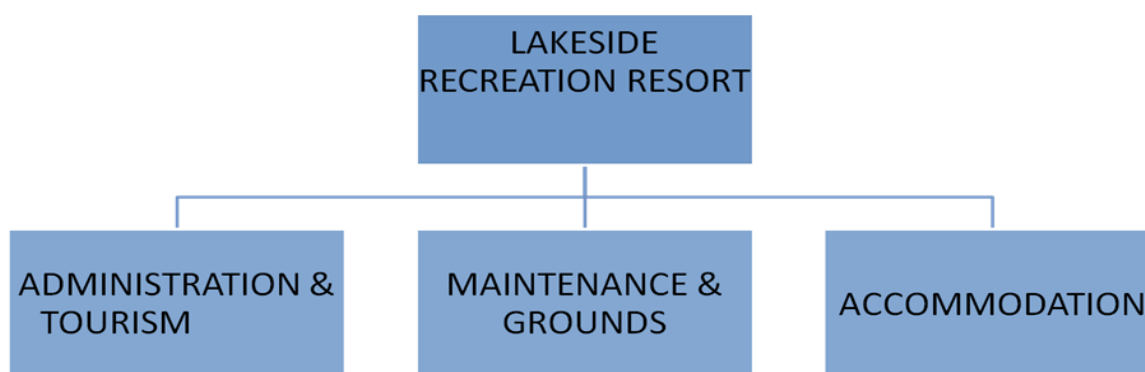 LAKESIDE
RECREATION RESORT
ADMINISTRATION &
TOURISM
MAINTENANCE &
GROUNDS
ACCOMMODATION